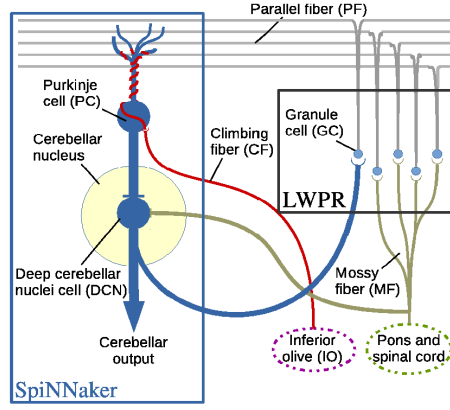 Parallel fiber (PF)
Purkinje
cell (PC)
Granule
cell (GC)
Cerebellar
nucleus
Climbing
fiber (CF)
LWPR
Deep cerebellar
nuclei cell (DCN)
Mossy
fiber (MF)
Cerebellar
output
Inferior
olive (IO)
Pons and
spinal cord
SpiNNaker